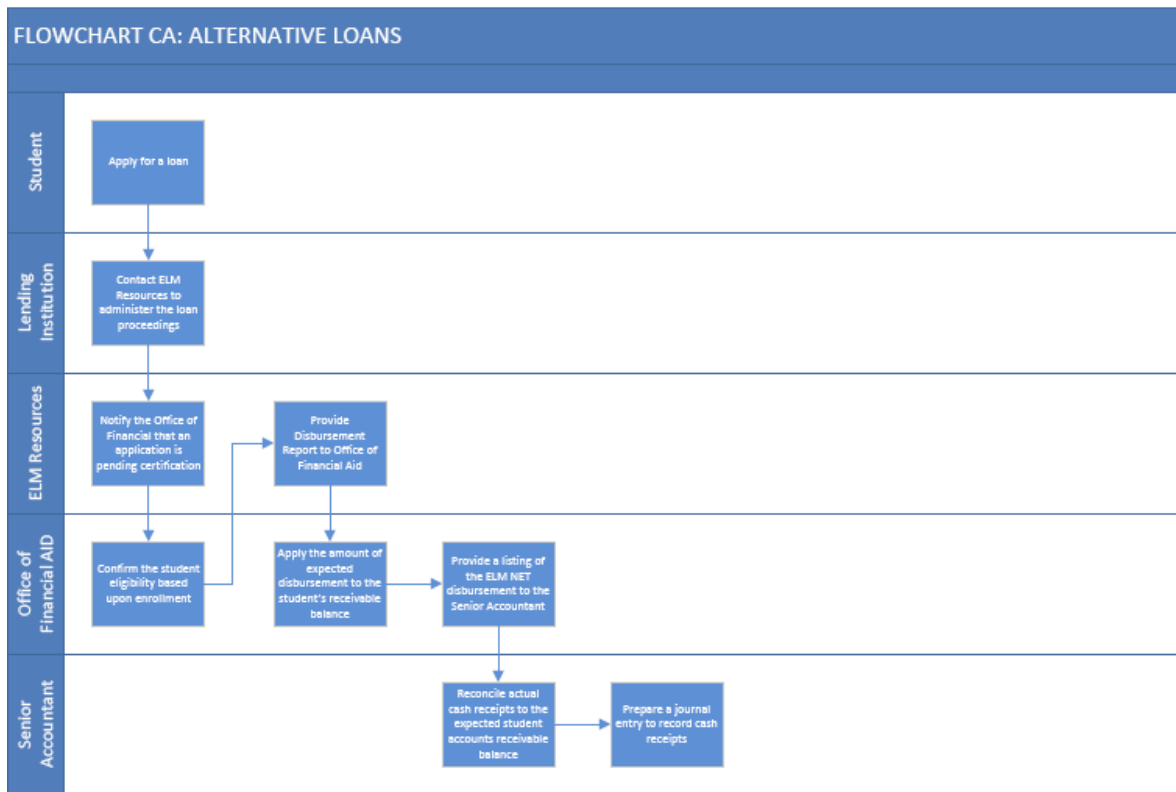 FLOWCHART CA: ALTERNATIVE LOANS
Student
Apply for a loan
Lending
Institution
Contact ELM
Resources to
administer the loan
proceedings
ELM Resources
Notify the Office of
Financial that an
application is
pending certification
Provide
Disbursement
Report to Office of
Financial Aid
Office of
Financial AID
Confirm the student
eligibility based
upon enrollment
Apply the amount of
expected
disbursement to the
student's receivable
balance
Provide a listing of
the ELM NET
disbursement to the
Senior Accountant
Senior
Accountant
Reconcile actual
cash receipts to the
expected student
accounts receivable
balance
Prepare a journal
entry to record cash
receipts